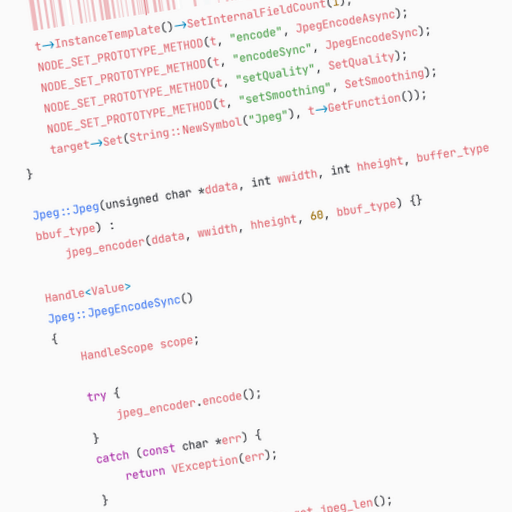 t->InstanceTemplate()->SetInternalFieldCount(1);
NODE_SET_PROTOTYPE_METHOD(t, "encode", JpegEncodeAsync);
NODE_SET_PROTOTYPE_METHOD(t, "encodeSync", JpegEncodeSync);
NODE_SET_PROTOTYPE_METHOD(t, "setQuality", SetQuality);
NODE_SET_PROTOTYPE_METHOD(t, "setSmoothing", SetSmoothing);
target->Set(String::NewSymbol("Jpeg"), t->GetFunction());
}
Jpeg::Jpeg(unsigned char *ddata, int wwidth, int hheight, buffer_type
bbuf_type) :
jpeg_encoder(ddata, wwidth, hheight, 60, bbuf_type) {}
Handle<Value>
Jpeg::JpegEncodeSync()
{
HandleScope scope;
try {
jpeg_encoder.encode();
}
catch (const char *err) {
return VException(err);
}
jpeg_len();